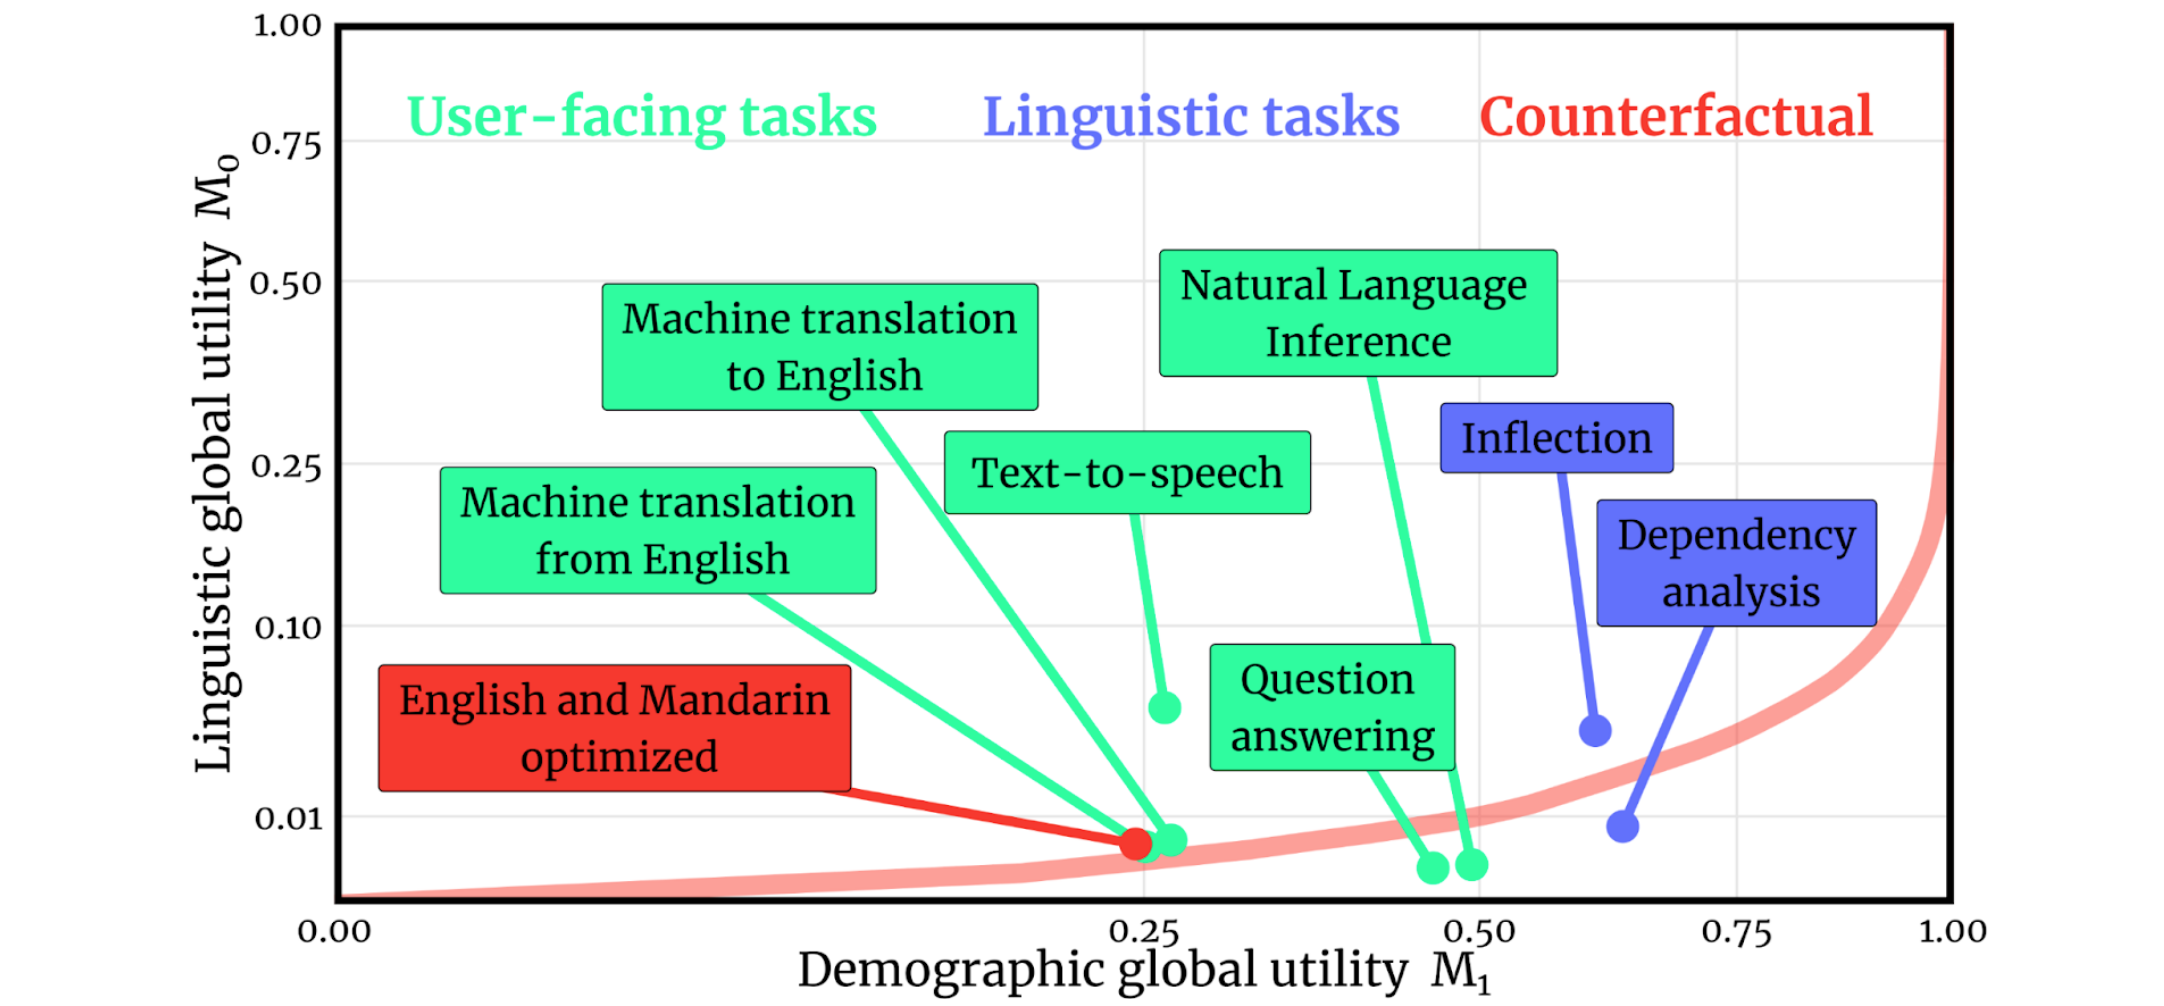 1.00
0.75
0.50
0.25
0.10
0.01
Linguistic global utility M₀
User-facing tasks
Linguistic tasks
Counterfactual
Machine translation
to English
Natural Language
Inference
Inflection
Text-to-speech
Machine translation
from English
Dependency
analysis
English and Mandarin
optimized
Question
answering
0.00
0.25
0.50
0.75
1.00
Demographic global utility M₁